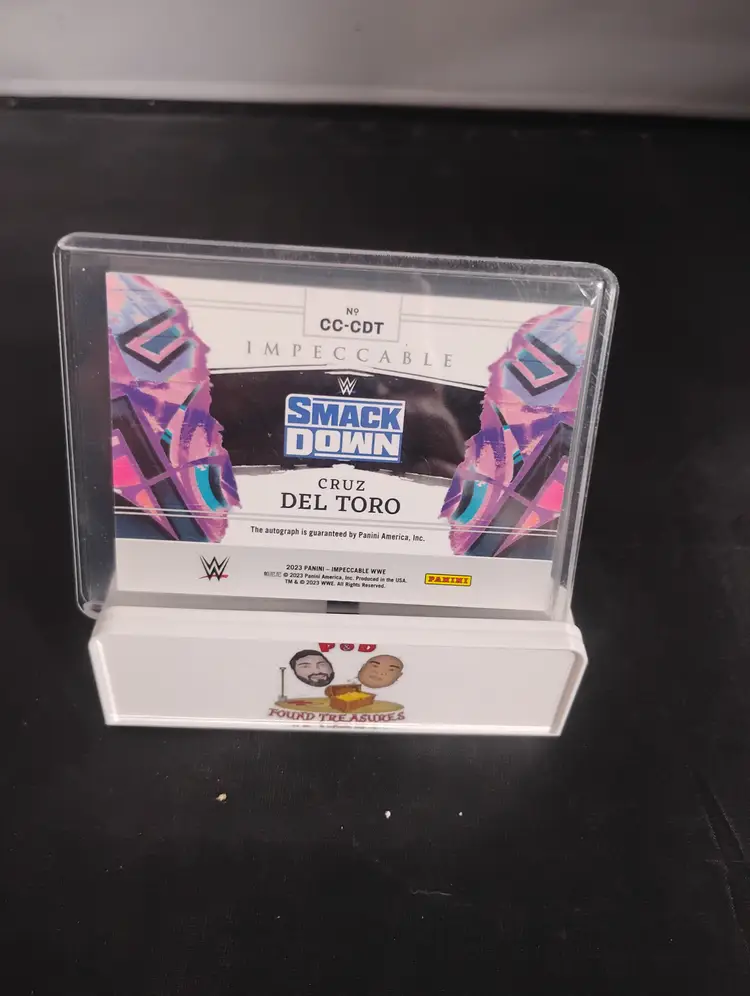 Nº
CC-CDT
IMPECCABLE
W
SMACK
DOWN
CRUZ
DEL TORO
The autograph is guaranteed by Panini America, Inc.
2023 PANINI – IMPECCABLE WWE
© 2023 Panini America, Inc. Produced in the USA.
TM & © 2023 WWE. All Rights Reserved.
W
PANINI
P & D
FOUND TREASURES